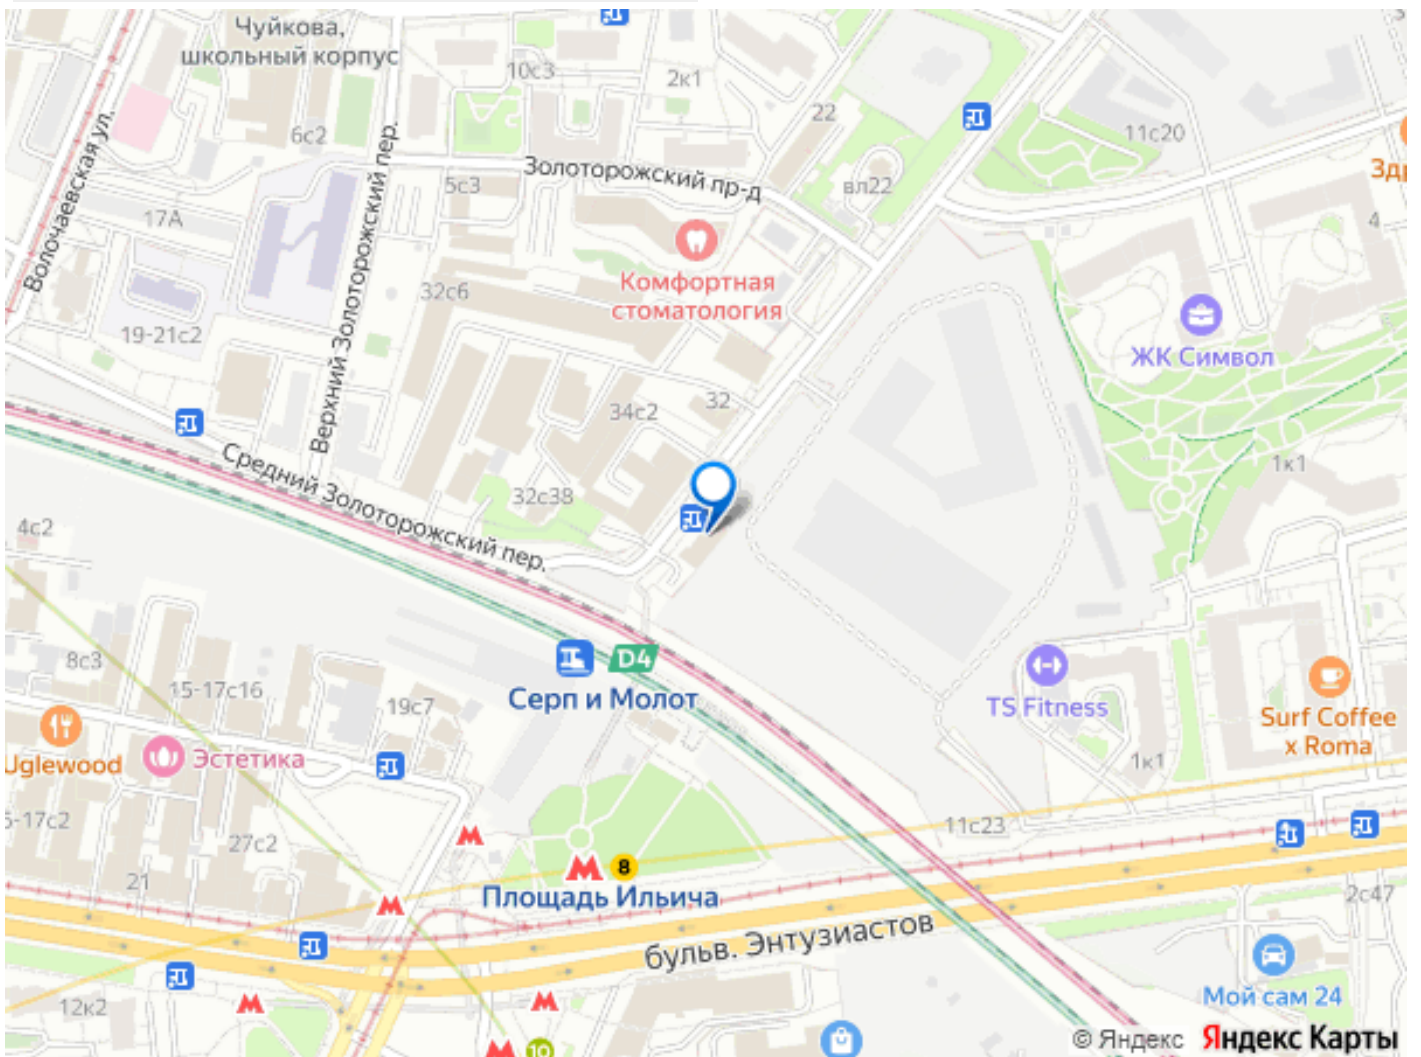 Чуйкова,
школьный корпус
10с3
2к1
22
11с20
6с2
Волочаевская ул.
Верхний Золоторожский пер.
Золоторожский пр-д
5с3
вл22
17А
4
Комфортная
стоматология
32с6
19-21с2
ЖК Символ
32
34с2
1к1
Средний Золоторожский пер.
32с38
4с2
D4
Серп и Молот
8с3
15-17с16
19с7
TS Fitness
Surf Coffee
x Roma
Uglewood
Эстетика
1к1
27с2
11с23
21
8
Площадь Ильича
бульв. Энтузиастов
2с47
12к2
Мой сам 24
10
© Яндекс Яндекс Карты